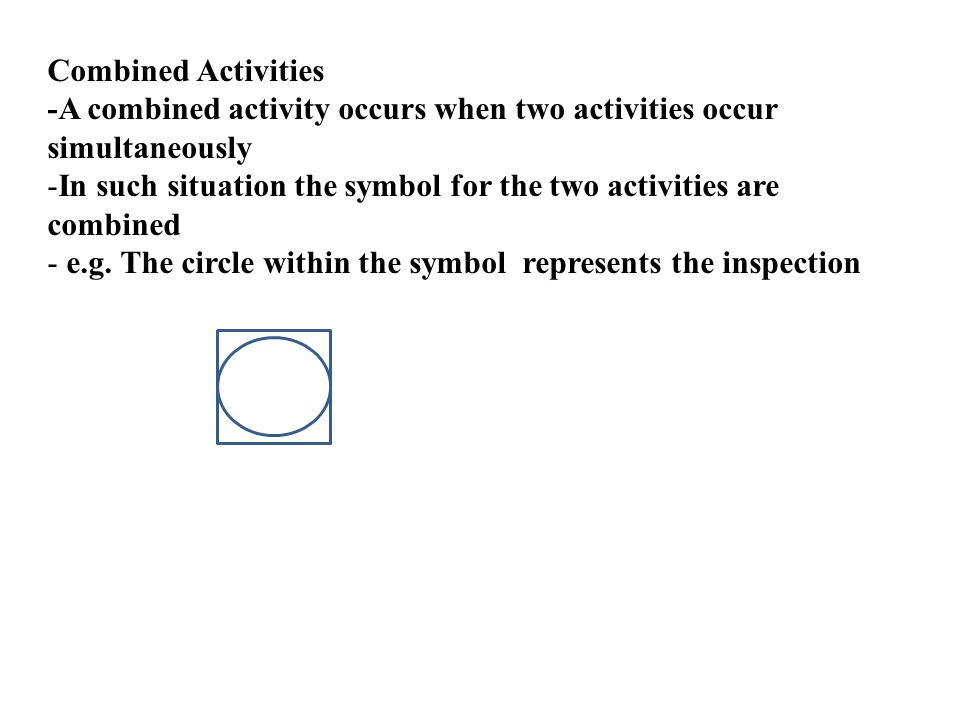 Combined Activities
-A combined activity occurs when two activities occur
simultaneously
-In such situation the symbol for the two activities are
combined
- e.g. The circle within the symbol  represents the inspection